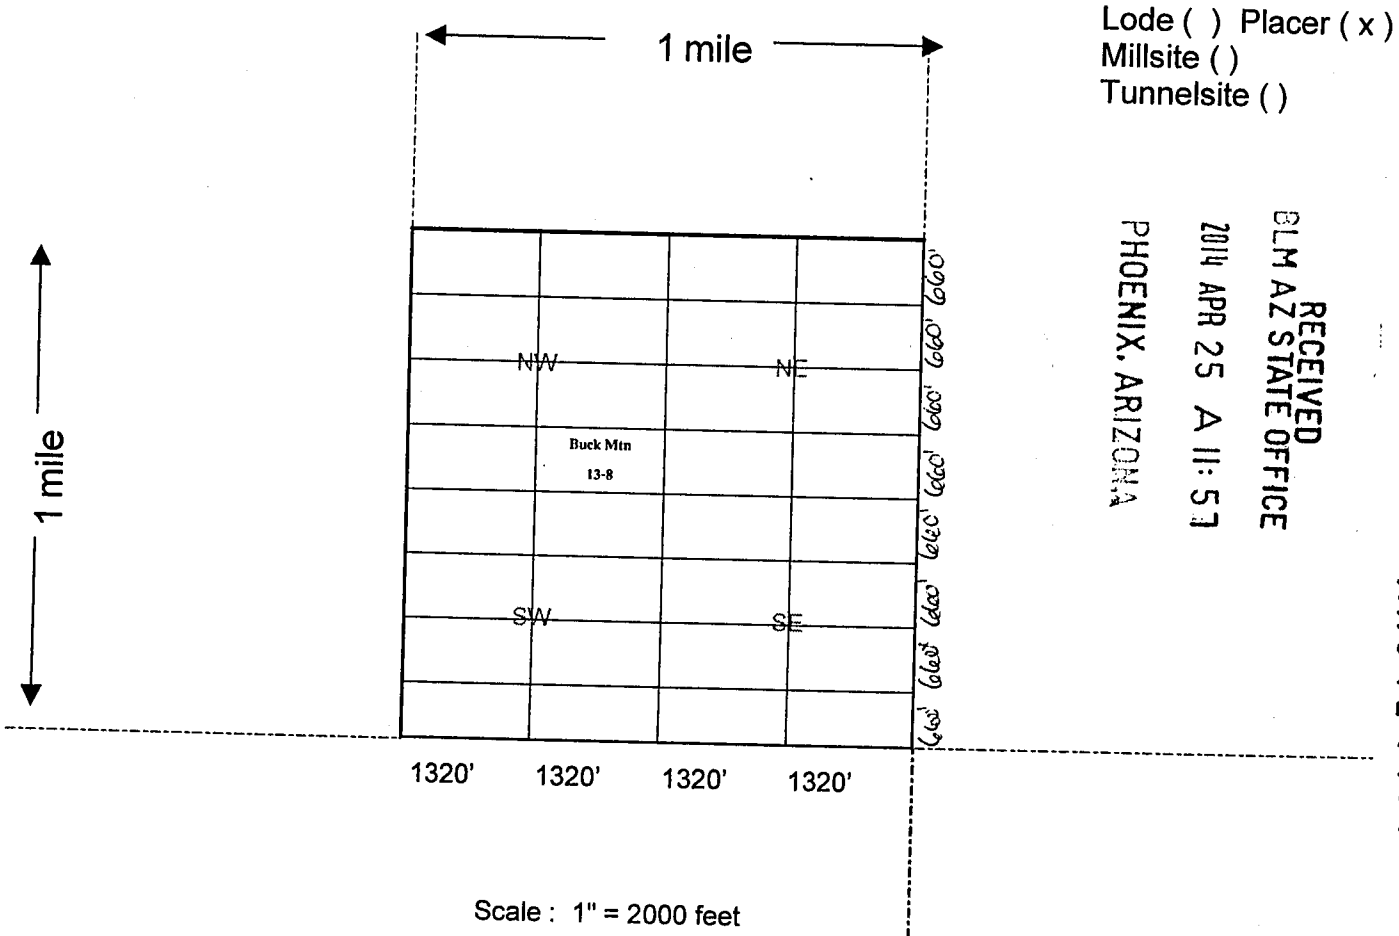 1 mile
Lode ( ) Placer ( x )
Millsite ( )
Tunnelsite ( )
RECEIVED
BLM AZ STATE OFFICE
2014 APR 25 A 11: 57
PHOENIX, ARIZONA
1 mile
NW
NE
Buck Mtn
13-8
SW
SE
660'
660'
660'
660'
660'
660'
660'
660'
1320' 1320' 1320' 1320'
Scale : 1" = 2000 feet